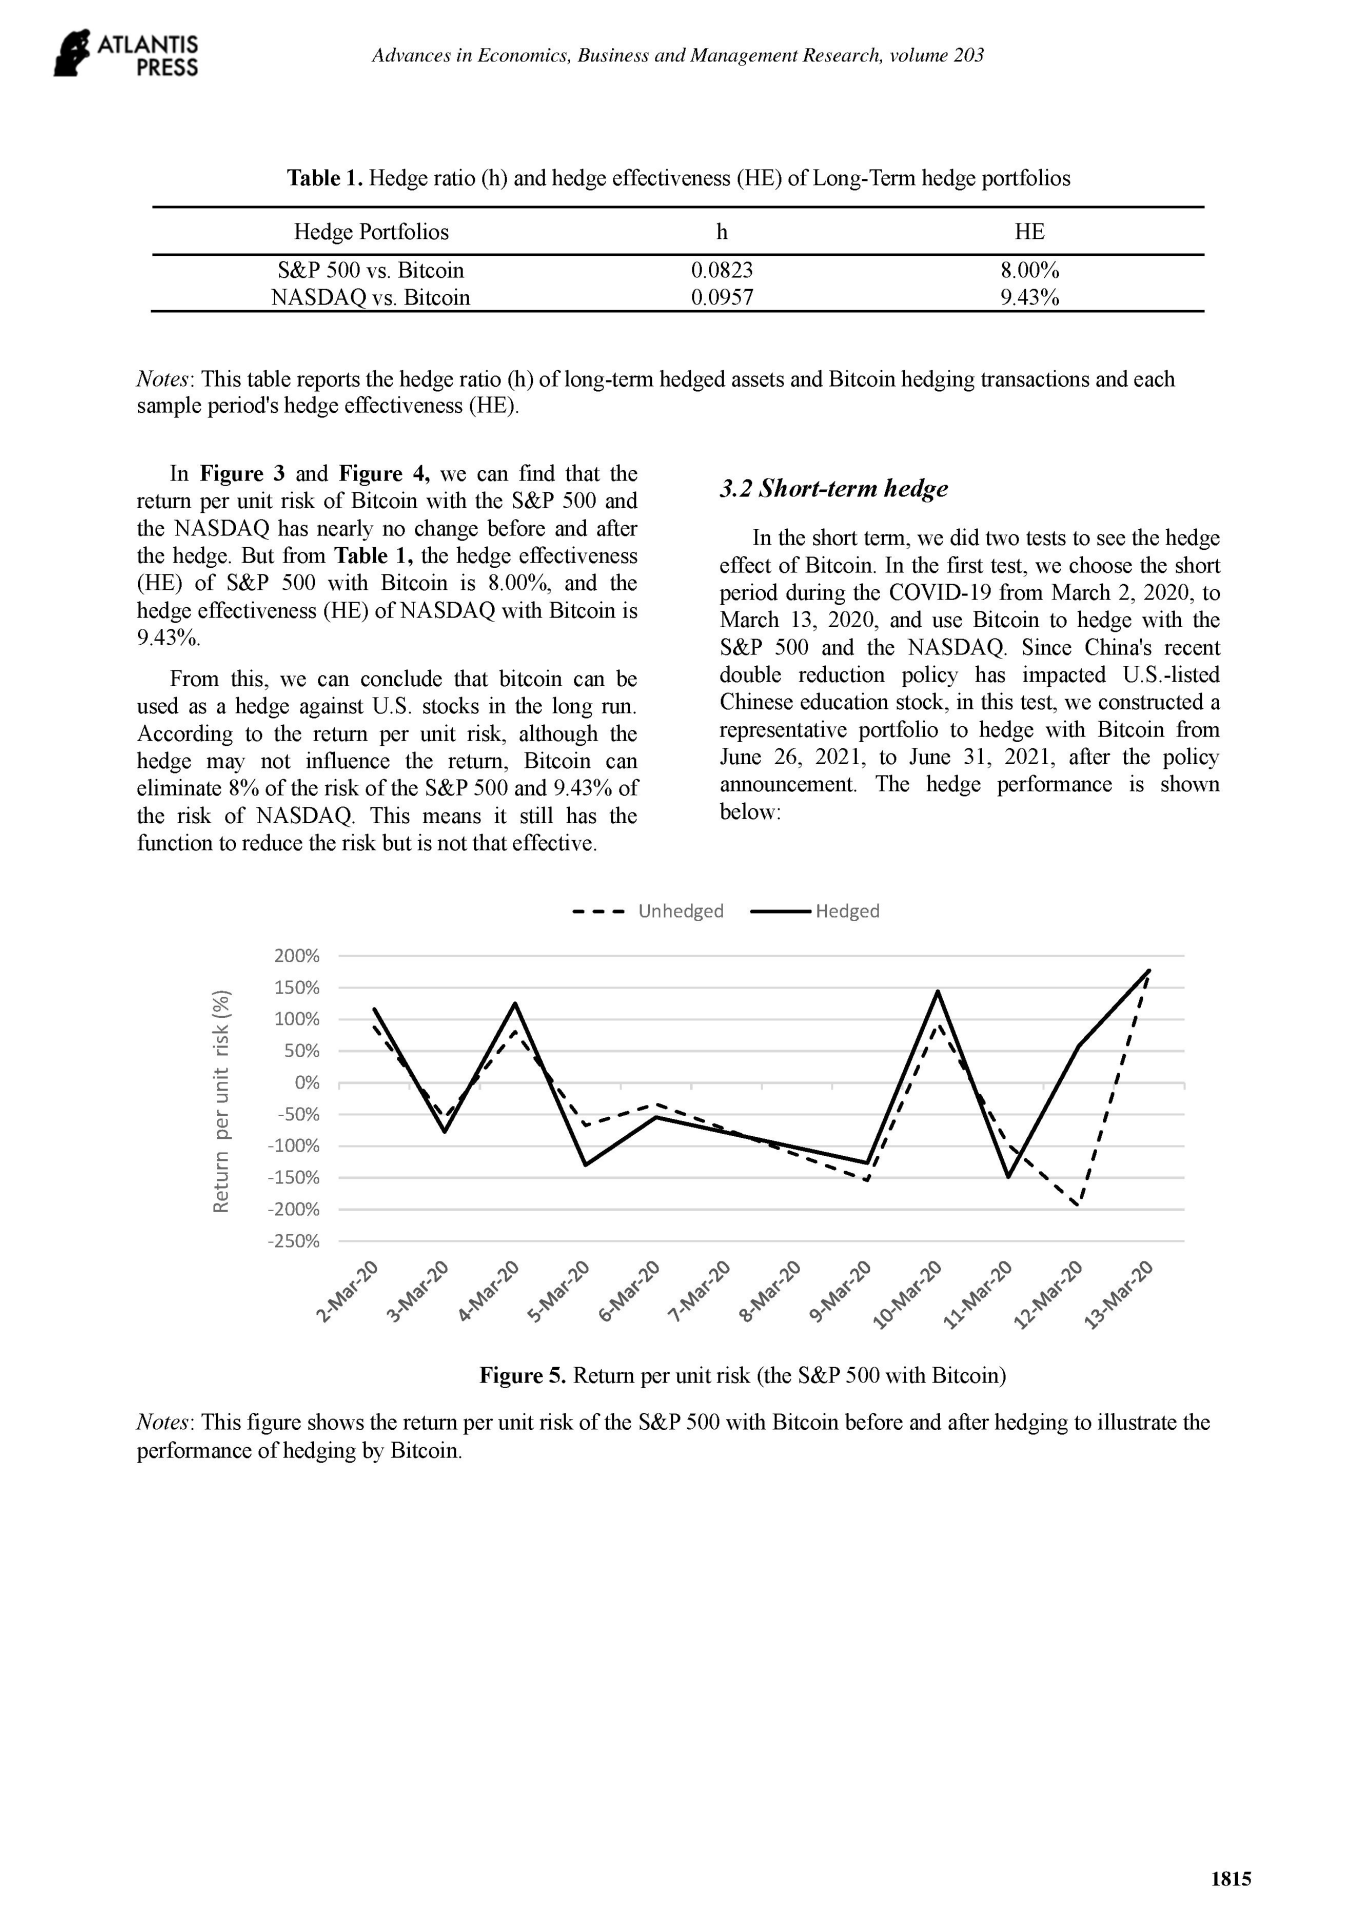 ATLANTIS
PRESS
Advances in Economics, Business and Management Research, volume 203
Table 1. Hedge ratio (h) and hedge effectiveness (HE) of Long-Term hedge portfolios
Hedge Portfolios h HE
S&P 500 vs. Bitcoin 0.0823 8.00%
NASDAQ vs. Bitcoin 0.0957 9.43%
Notes: This table reports the hedge ratio (h) of long-term hedged assets and Bitcoin hedging transactions and each
sample period's hedge effectiveness (HE).
In Figure 3 and Figure 4, we can find that the
return per unit risk of Bitcoin with the S&P 500 and
the NASDAQ has nearly no change before and after
the hedge. But from Table 1, the hedge effectiveness
(HE) of S&P 500 with Bitcoin is 8.00%, and the
hedge effectiveness (HE) of NASDAQ with Bitcoin is
9.43%.
From this, we can conclude that bitcoin can be
used as a hedge against U.S. stocks in the long run.
According to the return per unit risk, although the
hedge may not influence the return, Bitcoin can
eliminate 8% of the risk of the S&P 500 and 9.43% of
the risk of NASDAQ. This means it still has the
function to reduce the risk but is not that effective.
3.2 Short-term hedge
In the short term, we did two tests to see the hedge
effect of Bitcoin. In the first test, we choose the short
period during the COVID-19 from March 2, 2020, to
March 13, 2020, and use Bitcoin to hedge with the
S&P 500 and the NASDAQ. Since China's recent
double reduction policy has impacted U.S.-listed
Chinese education stock, in this test, we constructed a
representative portfolio to hedge with Bitcoin from
June 26, 2021, to June 31, 2021, after the policy
announcement. The hedge performance is shown
below:
Unhedged Hedged
Return per unit risk (%)
200%
150%
100%
50%
0%
-50%
-100%
-150%
-200%
-250%
2-Mar-20 3-Mar-20 4-Mar-20 5-Mar-20 6-Mar-20 7-Mar-20 8-Mar-20 9-Mar-20 10-Mar-20 11-Mar-20 12-Mar-20 13-Mar-20
Figure 5. Return per unit risk (the S&P 500 with Bitcoin)
Notes: This figure shows the return per unit risk of the S&P 500 with Bitcoin before and after hedging to illustrate the
performance of hedging by Bitcoin.
1815